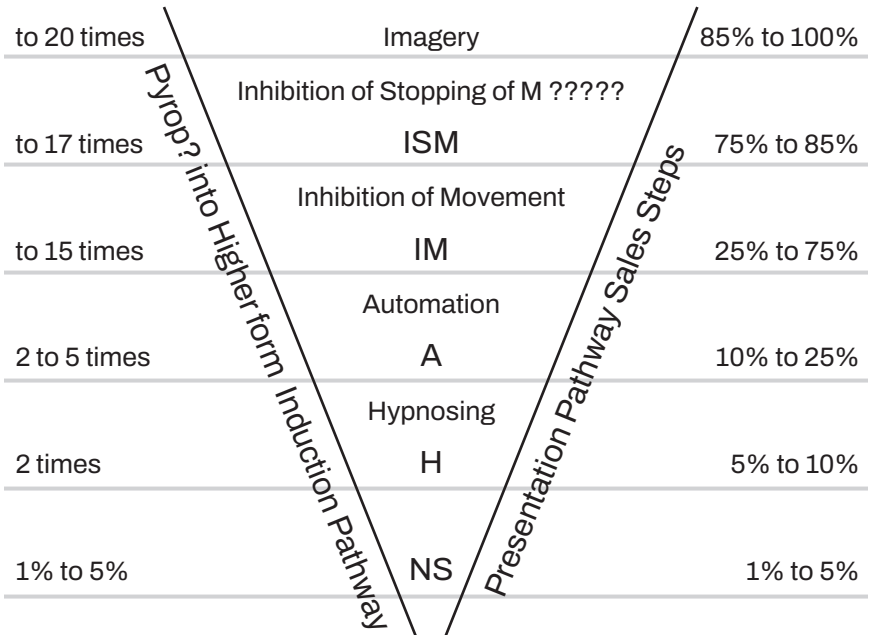 to 20 times
Imagery
85% to 100%
Inhibition of Stopping of M ?????
to 17 times
ISM
75% to 85%
Inhibition of Movement
to 15 times
IM
25% to 75%
Automation
2 to 5 times
A
10% to 25%
Hypnosing
2 times
H
5% to 10%
1% to 5%
NS
1% to 5%
Pyrop? into Higher form Induction Pathway
Presentation Pathway Sales Steps